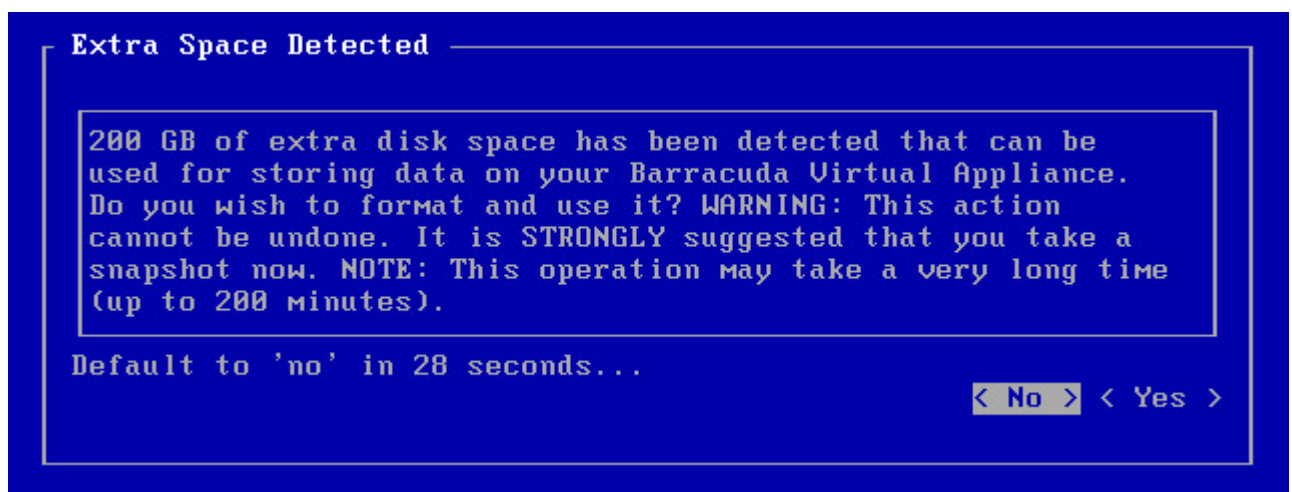 Extra Space Detected
200 GB of extra disk space has been detected that can be
used for storing data on your Barracuda Virtual Appliance.
Do you wish to format and use it? WARNING: This action
cannot be undone. It is STRONGLY suggested that you take a
snapshot now. NOTE: This operation may take a very long time
(up to 200 minutes).
Default to 'no' in 28 seconds...
< No > < Yes >